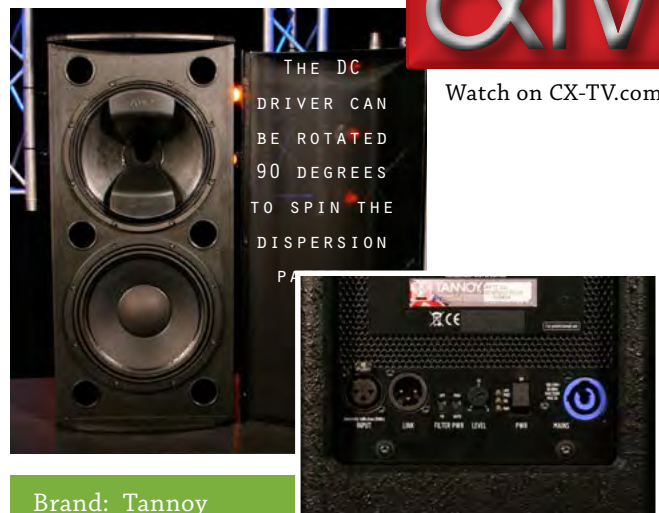 CXTV
Watch on CX-TV.com
THE DC
DRIVER CAN
BE ROTATED
90 DEGREES
TO SPIN THE
DISPERSION
TANNOY
CE
INPUT
LINK
FILTER PWR
LEVEL
PWR
MAINS
Brand: Tannoy